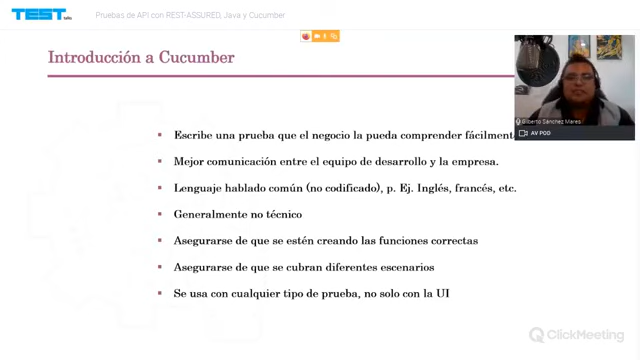 TEST
talks
Pruebas de API con REST-ASSURED, Java y Cucumber
Introducción a Cucumber
Gilberto Sánchez Mares
AV POD
Escribe una prueba que el negocio la pueda comprender fácilmente
Mejor comunicación entre el equipo de desarrollo y la empresa.
Lenguaje hablado común (no codificado), p. Ej. Inglés, francés, etc.
Generalmente no técnico
Asegurarse de que se estén creando las funciones correctas
Asegurarse de que se cubran diferentes escenarios
Se usa con cualquier tipo de prueba, no solo con la UI
ClickMeeting